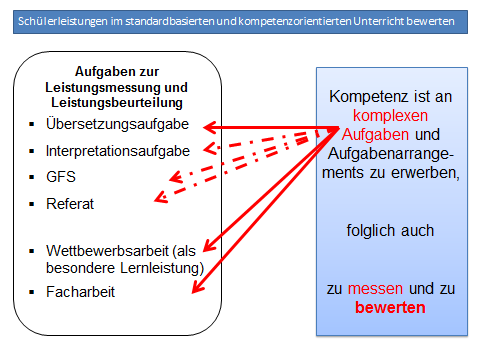 Schülerleistungen im standardbasierten und kompetenzorientierten Unterricht bewerten
Aufgaben zur
Leistungsmessung und
Leistungsbeurteilung
▪ Übersetzungsaufgabe
▪ Interpretationsaufgabe
▪ GFS
▪ Referat
▪ Wettbewerbsarbeit (als
besondere Lernleistung)
▪ Facharbeit
Kompetenz ist an
komplexen
Aufgaben und
Aufgabenarrange-
ments zu erwerben,
folglich auch
zu messen und zu
bewerten